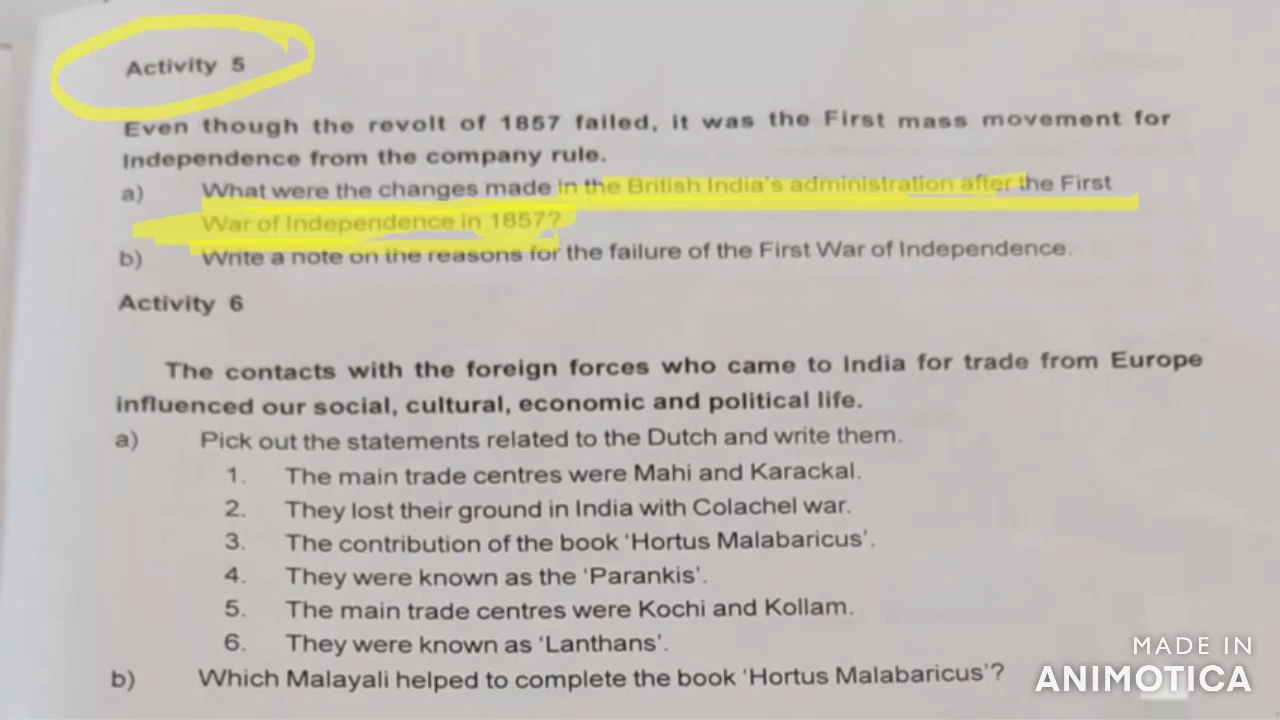 Activity 5
Even though the revolt of 1857 failed, it was the First mass movement for
Independence from the company rule.
a) What were the changes made in the British India's administration after the First
War of Independence in 1857?
b) Write a note on the reasons for the failure of the First War of Independence.
Activity 6
The contacts with the foreign forces who came to India for trade from Europe
influenced our social, cultural, economic and political life.
a) Pick out the statements related to the Dutch and write them.
1. The main trade centres were Mahi and Karackal.
2. They lost their ground in India with Colachel war.
3. The contribution of the book 'Hortus Malabaricus'.
4. They were known as the 'Parankis'.
5. The main trade centres were Kochi and Kollam.
6. They were known as 'Lanthans'.
b) Which Malayali helped to complete the book 'Hortus Malabaricus'?
MADE IN
ANIMOTICA